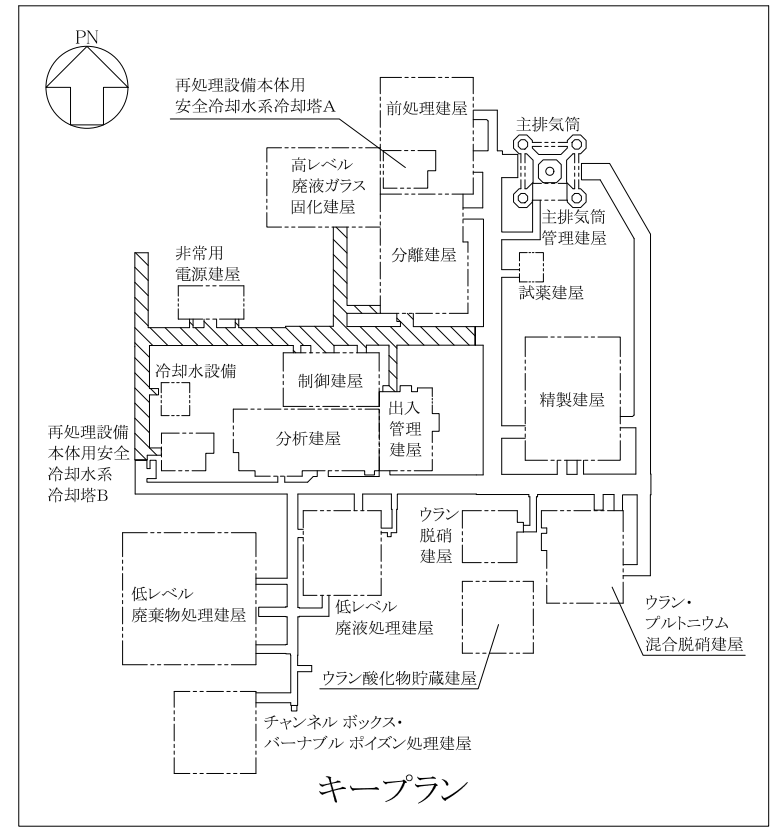 PN
再処理設備本体用
安全冷却水系冷却塔A
前処理建屋
主排気筒
高レベル
廃液ガラス
固化建屋
主排気筒
管理建屋
非常用
電源建屋
分離建屋
試薬建屋
冷却水設備
制御建屋
出入
管理
建屋
精製建屋
分析建屋
再処理設備
本体用安全
冷却水系
冷却塔B
ウラン
脱硝
建屋
低レベル
廃棄物処理建屋
低レベル
廃液処理建屋
ウラン・
プルトニウム
混合脱硝建屋
ウラン酸化物貯蔵建屋
チャンネル ボックス・
バーナブル ポイズン処理建屋
キープラン